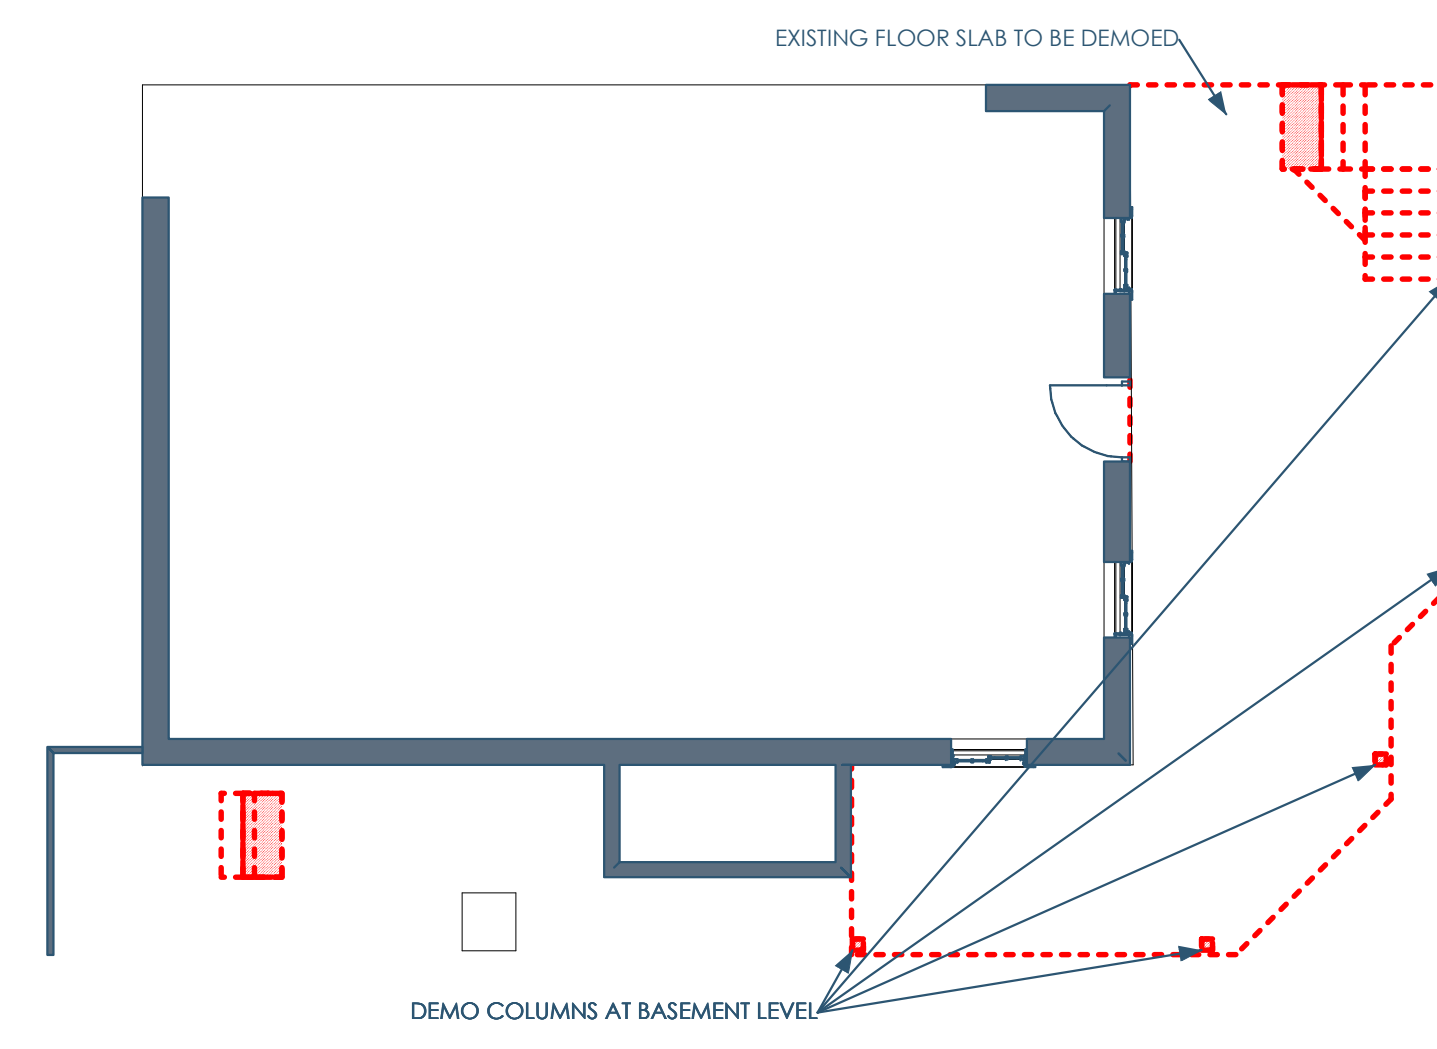 EXISTING FLOOR SLAB TO BE DEMOED
DEMO COLUMNS AT BASEMENT LEVEL